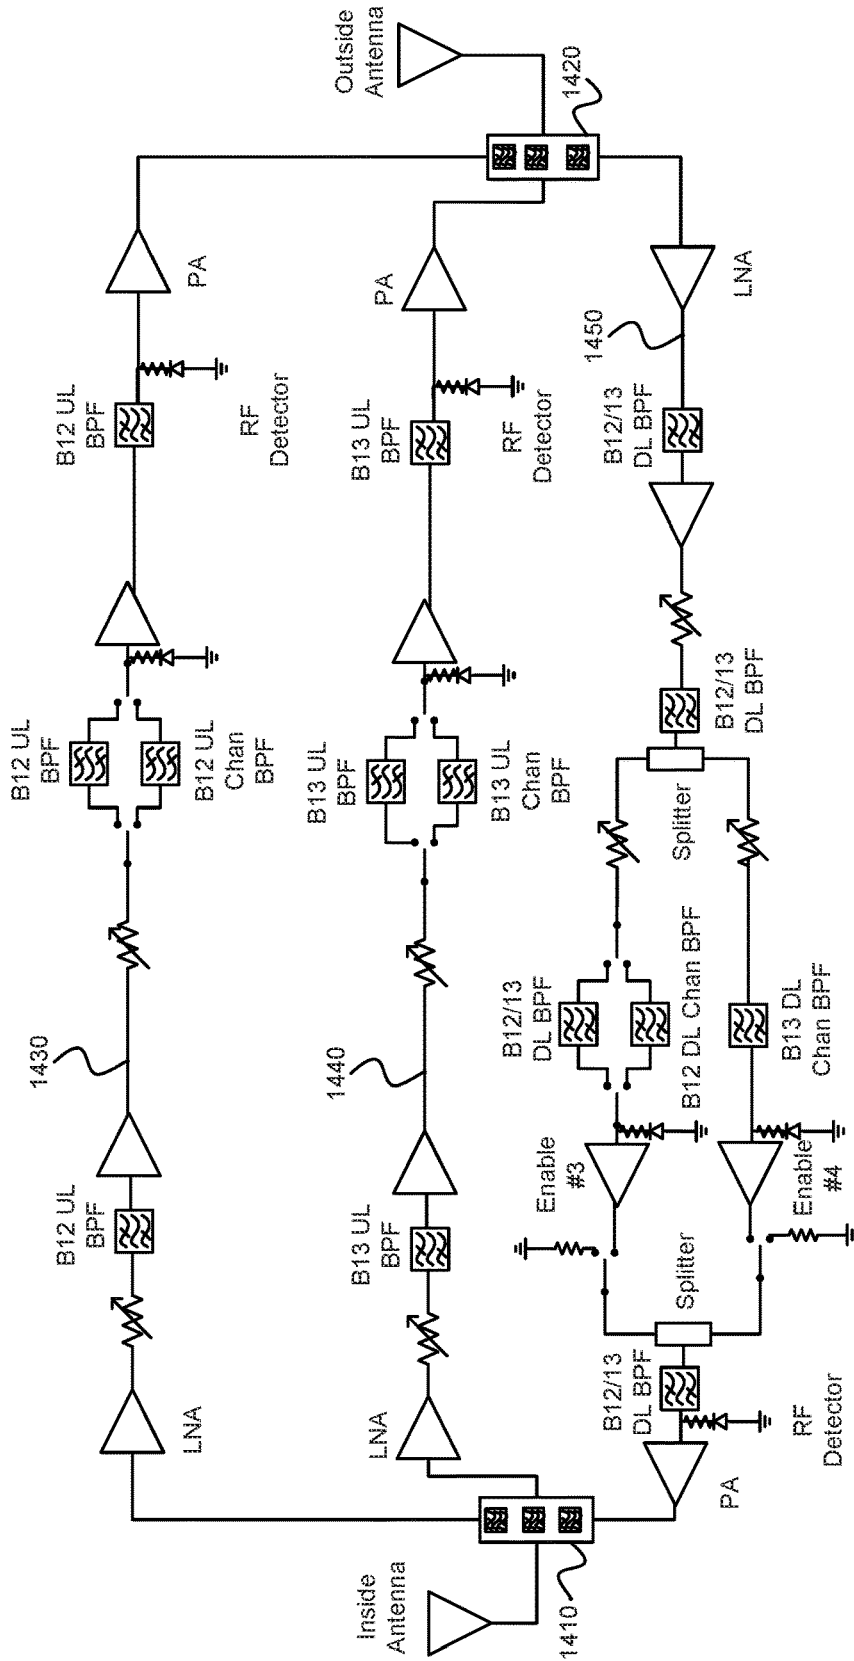 Inside
Antenna
1410
LNA
B12 UL
BPF
1430
B12 UL
BPF
B12 UL
Chan
BPF
B12 UL
BPF
RF
Detector
PA
Outside
Antenna
1420
LNA
B13 UL
BPF
1440
B13 UL
BPF
B13 UL
Chan
BPF
B13 UL
BPF
RF
Detector
PA
PA
RF
Detector
B12/13
DL BPF
Splitter
Enable
#3
Enable
#4
B12/13
DL BPF
B12 DL Chan BPF
B13 DL
Chan BPF
Splitter
B12/13
DL BPF
B12/13
DL BPF
1450
LNA